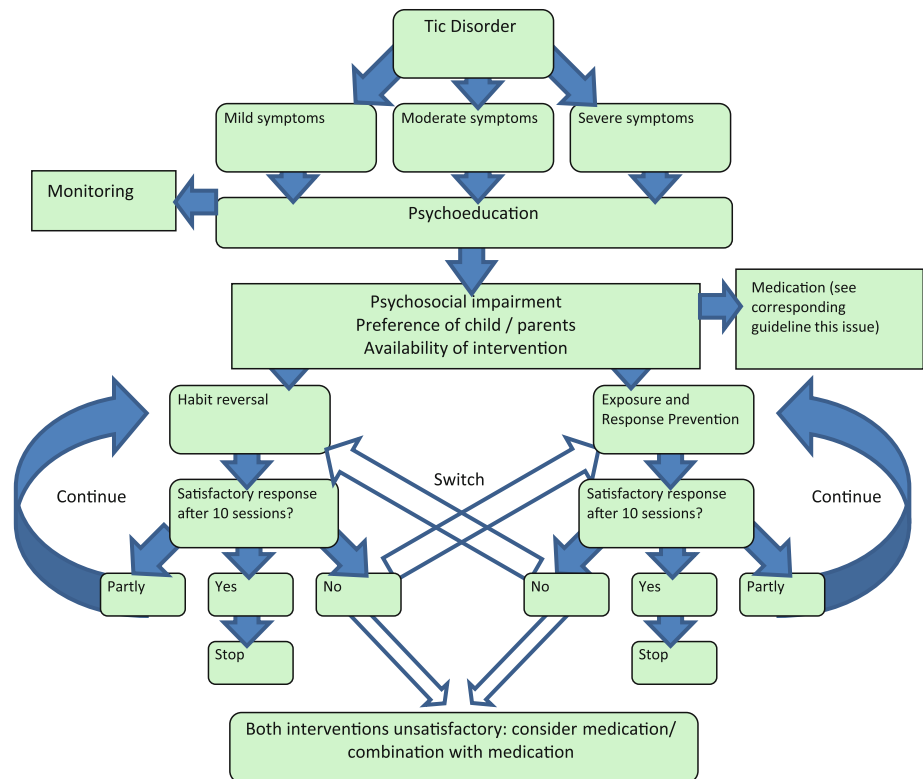 Tic Disorder
Mild symptoms
Moderate symptoms
Severe symptoms
Monitoring
Psychoeducation
Psychosocial impairment
Preference of child / parents
Availability of intervention
Medication (see
corresponding
guideline this issue)
Habit reversal
Exposure and
Response Prevention
Continue
Switch
Continue
Satisfactory response
after 10 sessions?
Satisfactory response
after 10 sessions?
Partly
Yes
No
No
Yes
Partly
Stop
Stop
Both interventions unsatisfactory: consider medication/
combination with medication